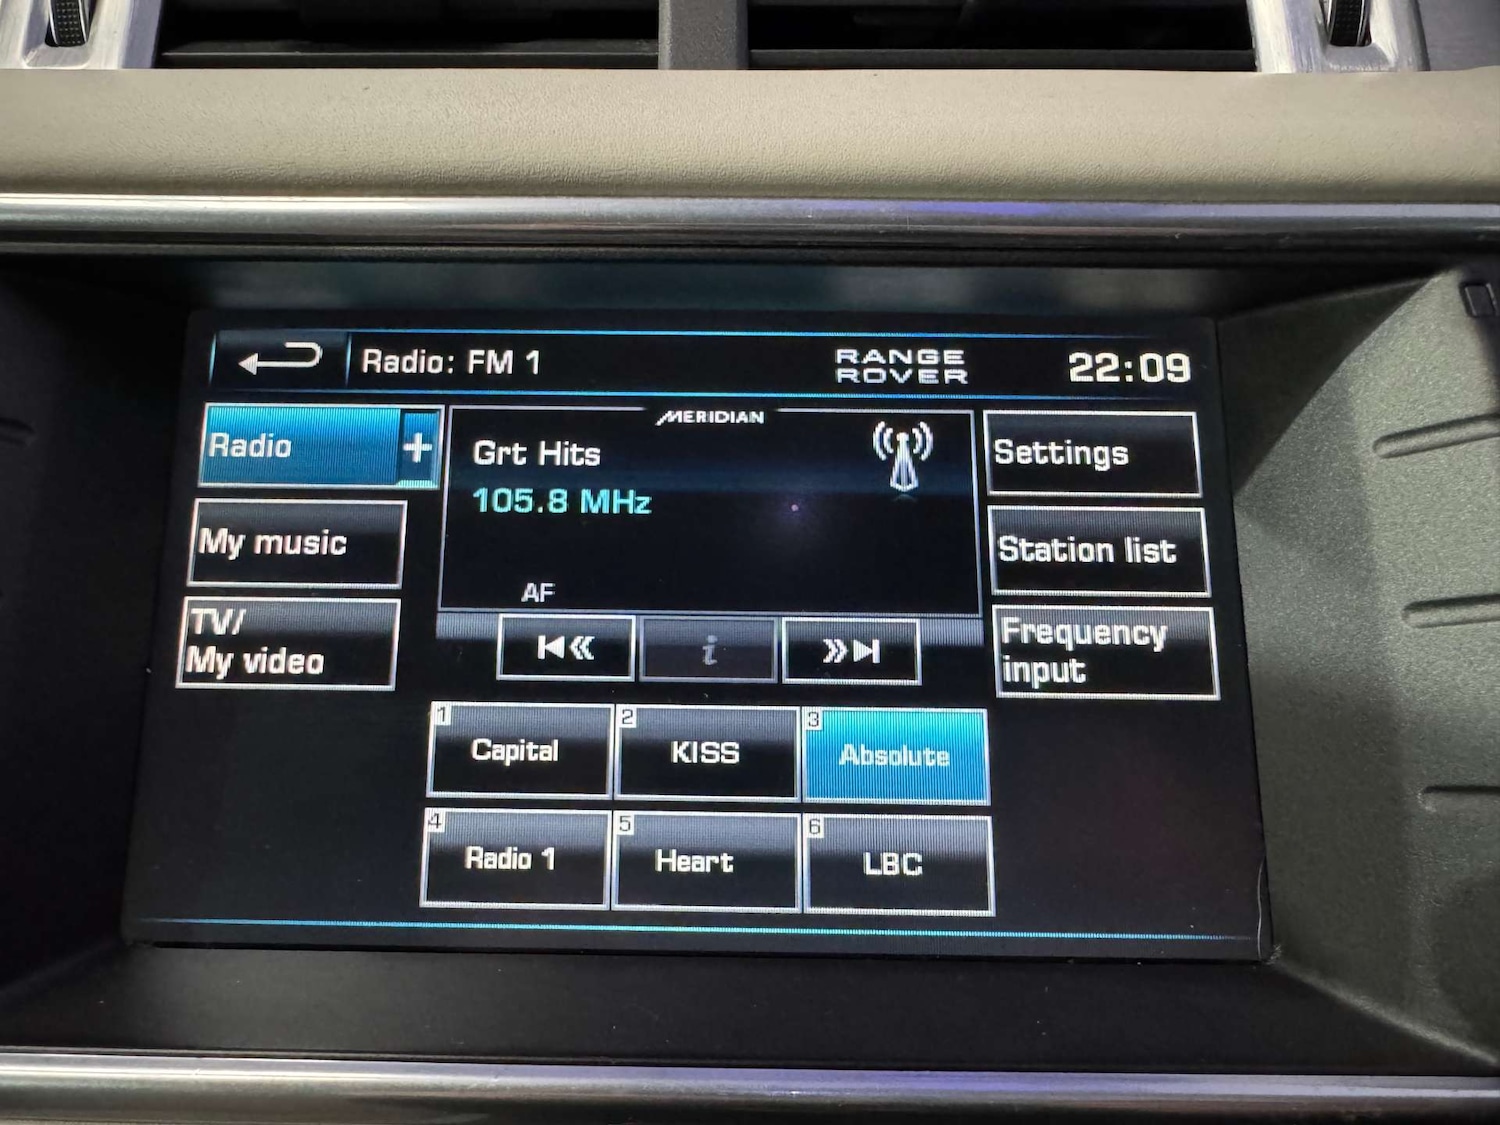 Radio: FM 1
RANGE
ROVER
22:09
Radio +
MERIDIAN
Grt Hits
105.8 MHz
AF
Settings
My music
Station list
TV/
My video
Frequency
input
i
1
Capital
2
KISS
3
Absolute
4
Radio 1
5
Heart
6
LBC